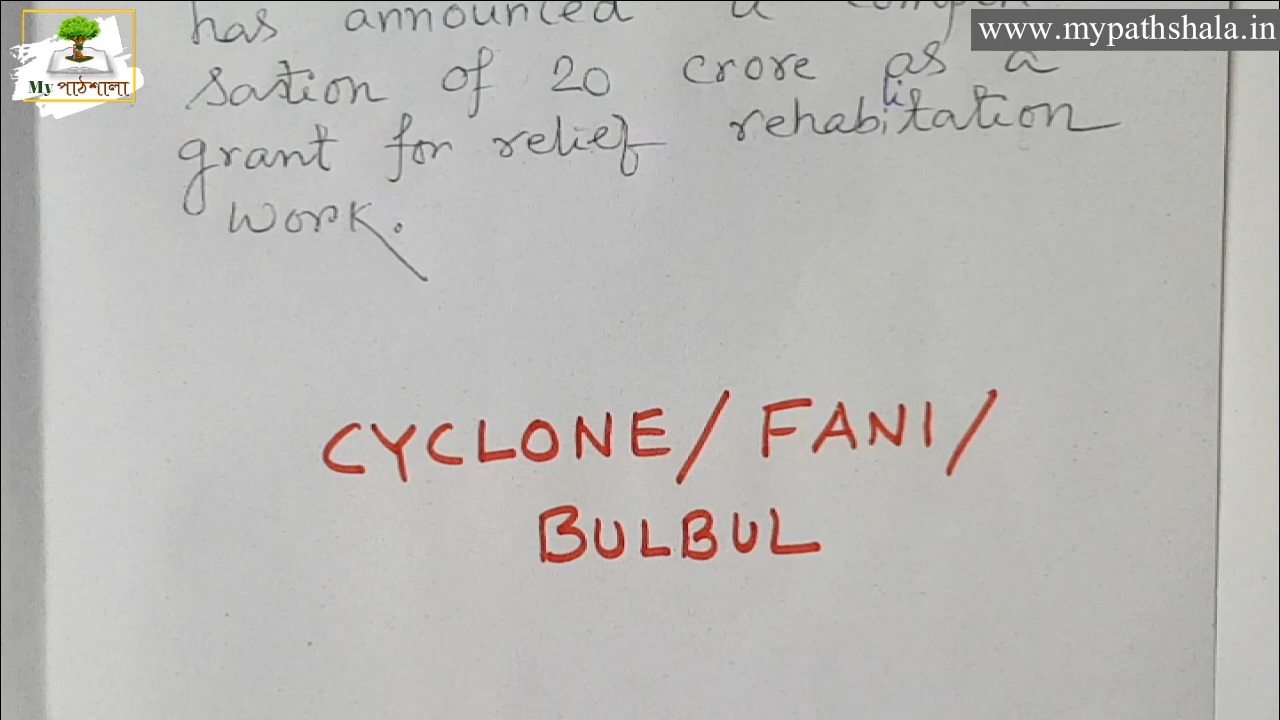 www.mypathshala.in
My পাঠশালা
has announced a compen
sation of 20 crore as a
grant for relief rehabilitation
work.
CYCLONE/ FANI/
BULBUL